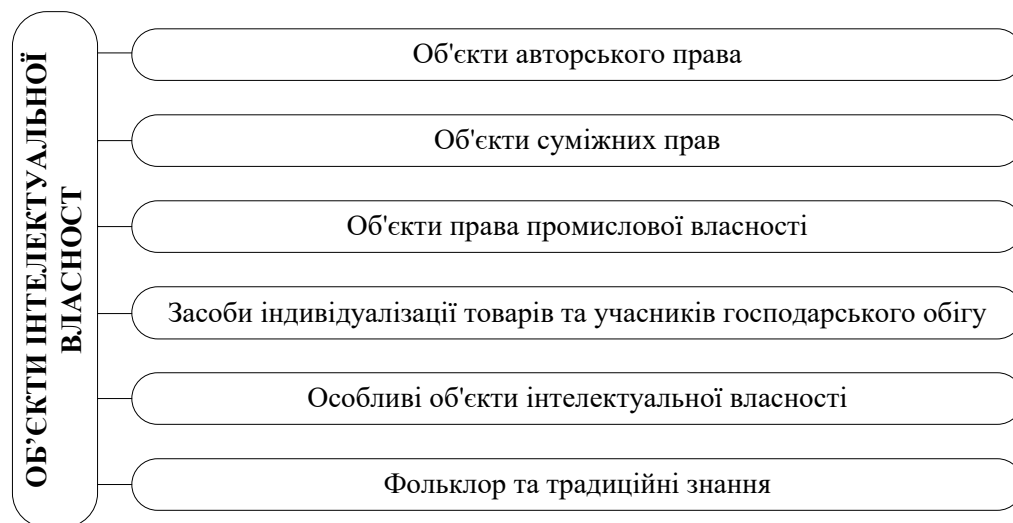 ОБ’ЄКТИ ІНТЕЛЕКТУАЛЬНОЇ
ВЛАСНОСТ
Об'єкти авторського права
Об'єкти суміжних прав
Об'єкти права промислової власності
Засоби індивідуалізації товарів та учасників господарського обігу
Особливі об'єкти інтелектуальної власності
Фольклор та традиційні знання